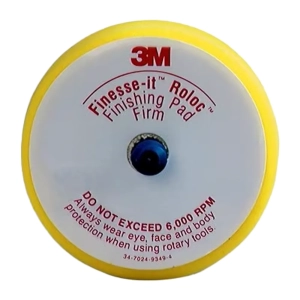 3M
Finesse-it™ Roloc™
Finishing Pad
Firm
DO NOT EXCEED 6,000 RPM
Always wear eye, face and body
protection when using rotary tools.
34-7024-9349-4